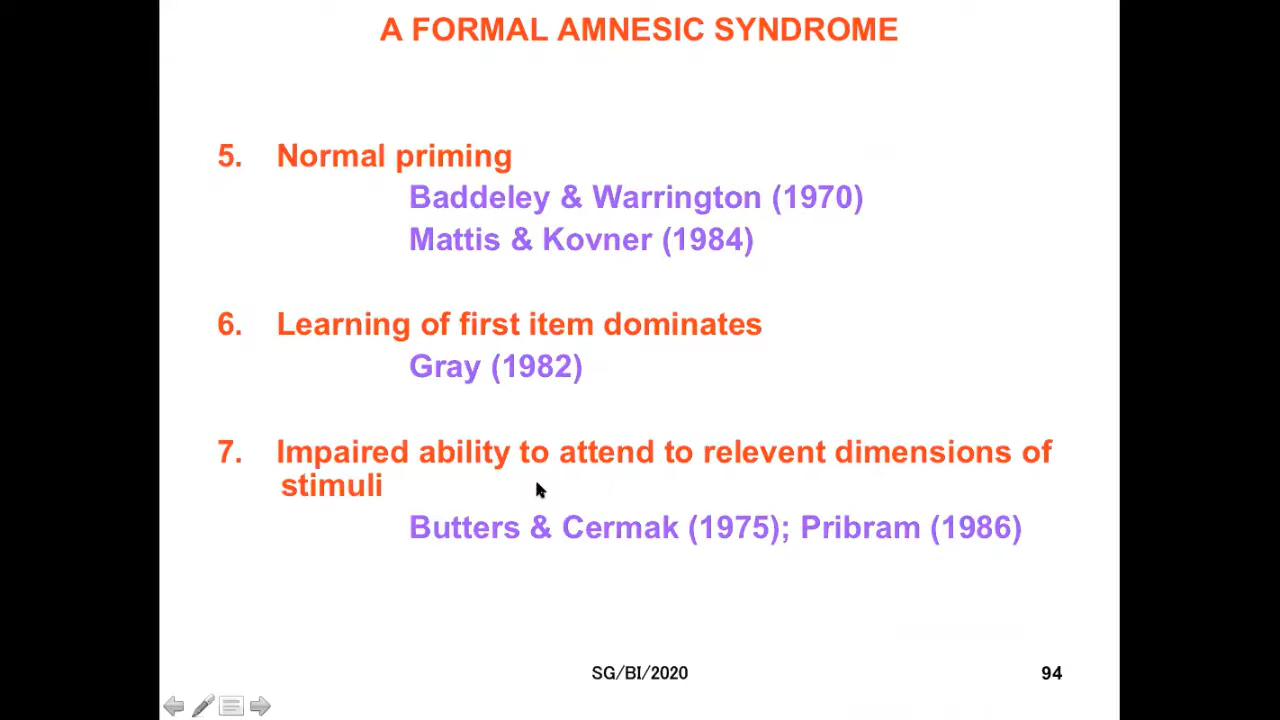 A FORMAL AMNESIC SYNDROME
5. Normal priming
Baddeley & Warrington (1970)
Mattis & Kovner (1984)
6. Learning of first item dominates
Gray (1982)
7. Impaired ability to attend to relevent dimensions of
stimuli
Butters & Cermak (1975); Pribram (1986)
SG/BI/2020
94